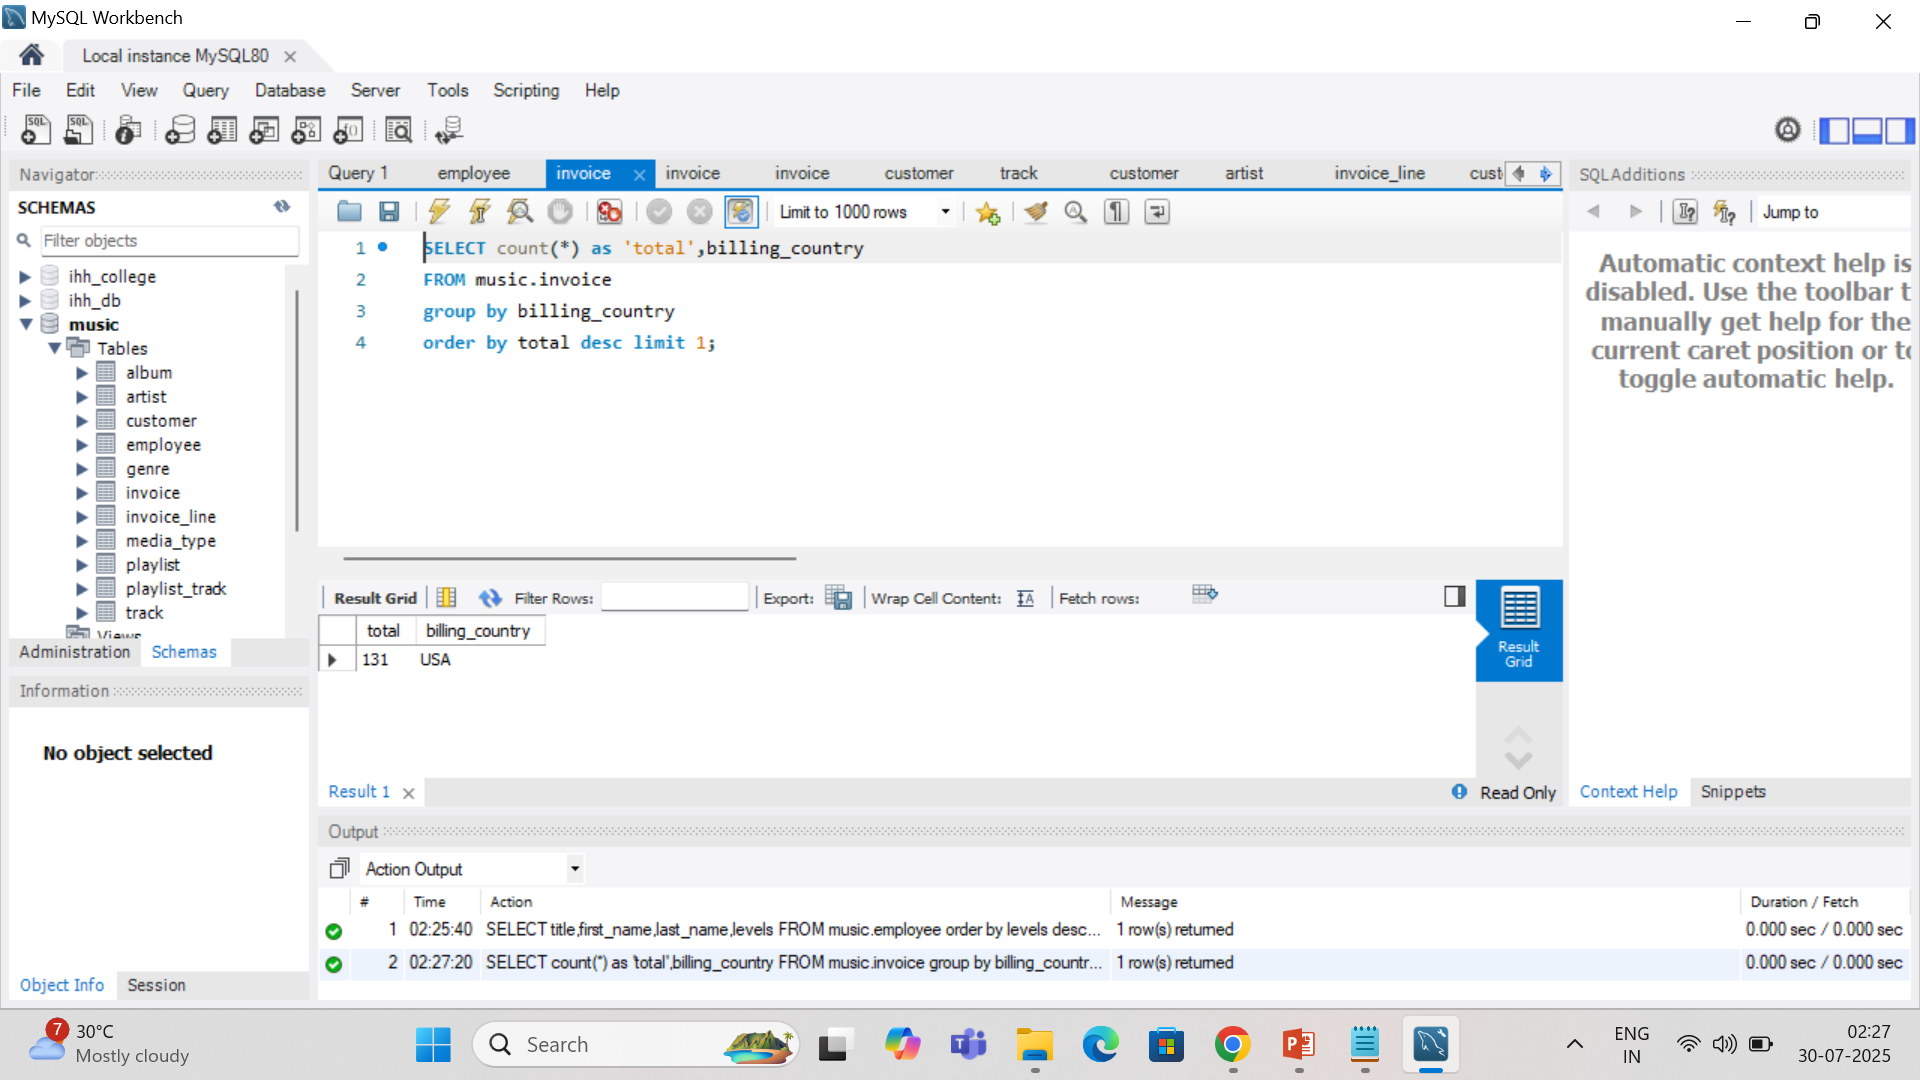 MySQL Workbench
Local instance MySQL80
File Edit View Query Database Server Tools Scripting Help
Navigator
SCHEMAS
Filter objects
ihh_college
ihh_db
music
Tables
album
artist
customer
employee
genre
invoice
invoice_line
media_type
playlist
playlist_track
track
Views
Administration Schemas
Information
No object selected
Object Info Session
Query 1 employee invoice invoice invoice customer track customer artist invoice_line cust
Limit to 1000 rows
1 SELECT count(*) as 'total',billing_country
2 FROM music.invoice
3 group by billing_country
4 order by total desc limit 1;
Result Grid Filter Rows: Export: Wrap Cell Content: Fetch rows:
total billing_country
131 USA
Result Grid
Result 1
Read Only
SQLAdditions
Jump to
Automatic context help is
disabled. Use the toolbar t
manually get help for the
current caret position or to
toggle automatic help.
Context Help Snippets
Output
Action Output
# Time Action Message Duration / Fetch
1 02:25:40 SELECT title,first_name,last_name,levels FROM music.employee order by levels desc... 1 row(s) returned 0.000 sec / 0.000 sec
2 02:27:20 SELECT count(*) as 'total',billing_country FROM music.invoice group by billing_countr... 1 row(s) returned 0.000 sec / 0.000 sec
7
30°C
Mostly cloudy
Search
ENG
IN
02:27
30-07-2025